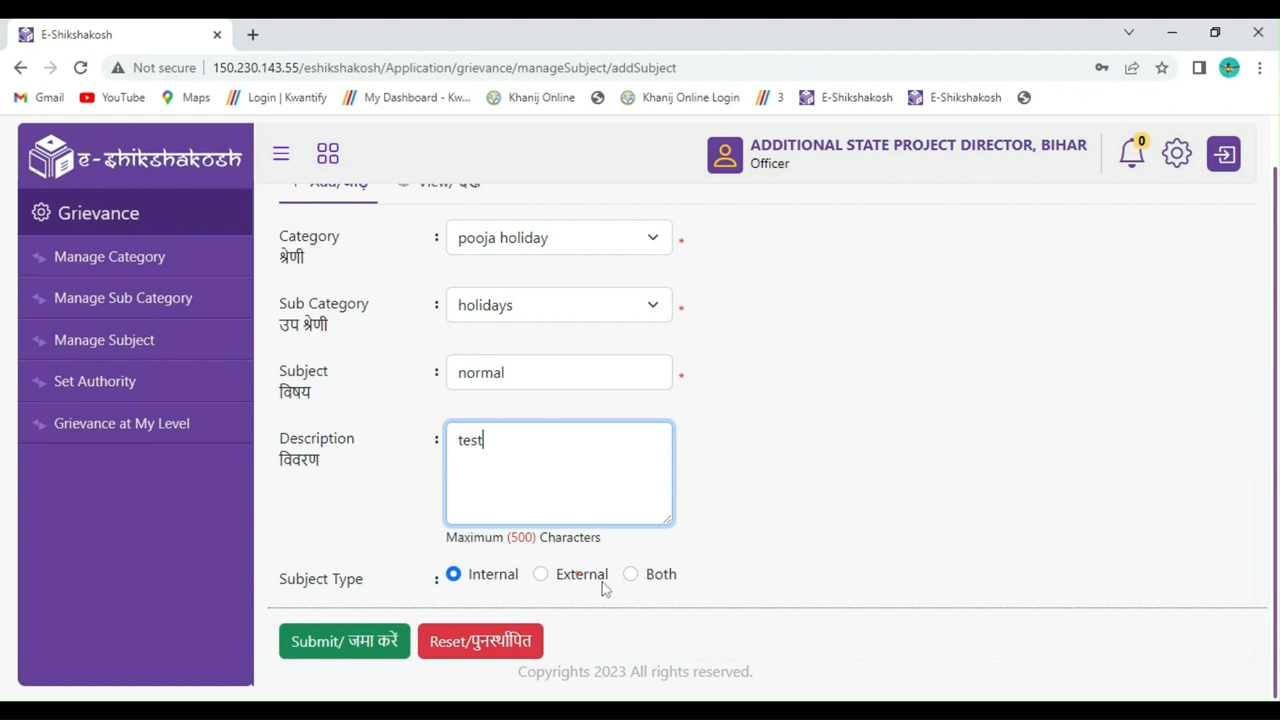 E-Shikshakosh
Not secure
150.230.143.55/eshikshakosh/Application/grievance/manageSubject/addSubject
Gmail
YouTube
Maps
Login | Kwantify
My Dashboard - Kw...
Khanij Online
Khanij Online Login
3
E-Shikshakosh
E-Shikshakosh
e-shikshakosh
ADDITIONAL STATE PROJECT DIRECTOR, BIHAR
Officer
0
Grievance
Manage Category
Manage Sub Category
Manage Subject
Set Authority
Grievance at My Level
Add/जोड़ें
View/ देखें
Category : pooja holiday *
श्रेणी
Sub Category : holidays *
उप श्रेणी
Subject : normal *
विषय
Description : test
विवरण
Maximum (500) Characters
Subject Type : Internal External Both
Submit/ जमा करें
Reset/पुनर्स्थापित
Copyrights 2023 All rights reserved.